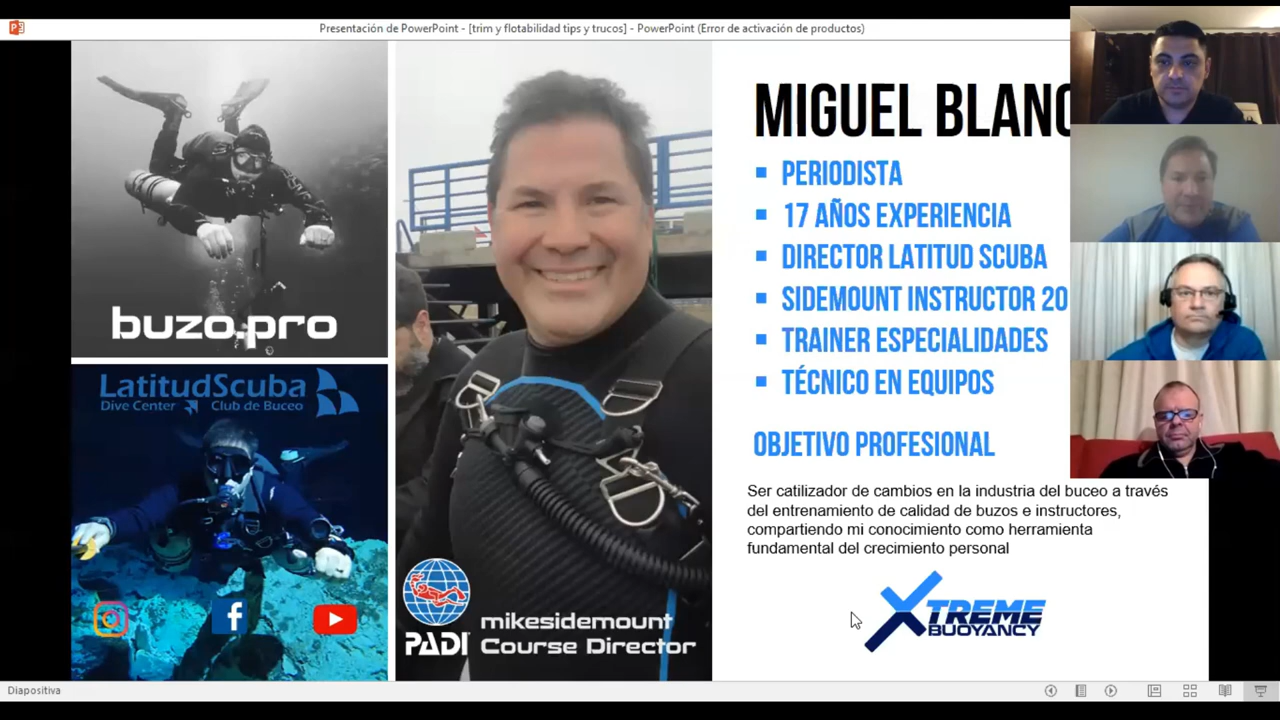 Presentación de PowerPoint - [trim y flotabilidad tips y trucos] - PowerPoint (Error de activación de productos)
buzo.pro
LatitudScuba
Dive Center Club de Buceo
PADI
mikesidemount
Course Director
MIGUEL BLANC
PERIODISTA
17 AÑOS EXPERIENCIA
DIRECTOR LATITUD SCUBA
SIDEMOUNT INSTRUCTOR 20
TRAINER ESPECIALIDADES
TÉCNICO EN EQUIPOS
OBJETIVO PROFESIONAL
Ser catilizador de cambios en la industria del buceo a través
del entrenamiento de calidad de buzos e instructores,
compartiendo mi conocimiento como herramienta
fundamental del crecimiento personal
XTREME
BUOYANCY
Diapositiva